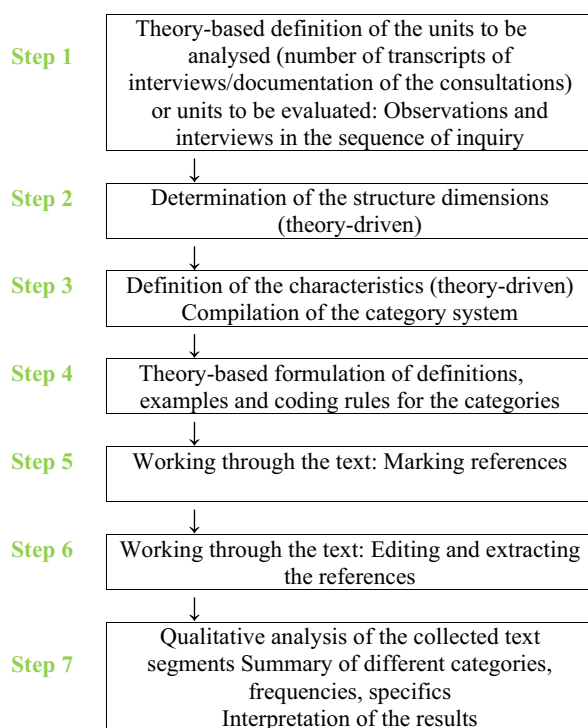 Step 1
Theory-based definition of the units to be
analysed (number of transcripts of
interviews/documentation of the consultations)
or units to be evaluated: Observations and
interviews in the sequence of inquiry
Step 2
Determination of the structure dimensions
(theory-driven)
Step 3
Definition of the characteristics (theory-driven)
Compilation of the category system
Step 4
Theory-based formulation of definitions,
examples and coding rules for the categories
Step 5
Working through the text: Marking references
Step 6
Working through the text: Editing and extracting
the references
Step 7
Qualitative analysis of the collected text
segments Summary of different categories,
frequencies, specifics
Interpretation of the results